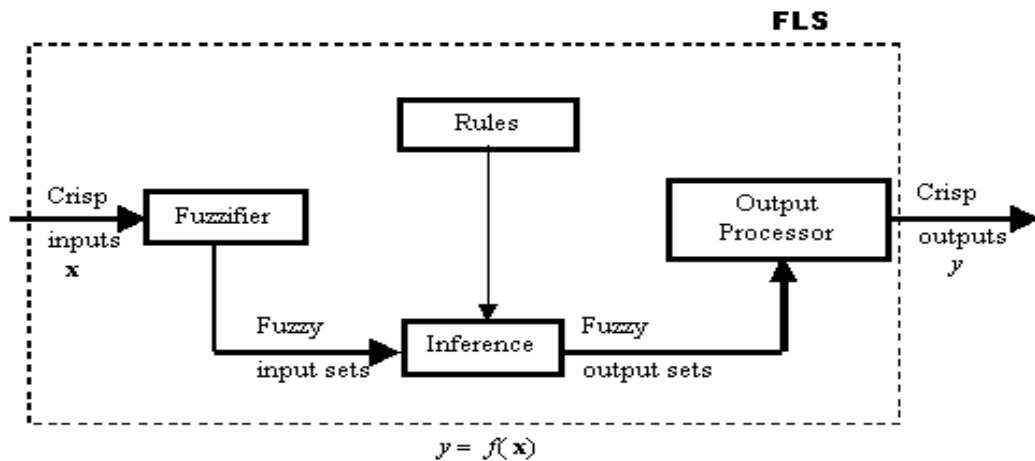 FLS
Rules
Crisp
inputs
x
Fuzzifier
Output
Processor
Crisp
outputs
y
Fuzzy
input sets
Inference
Fuzzy
output sets
y = f(x)